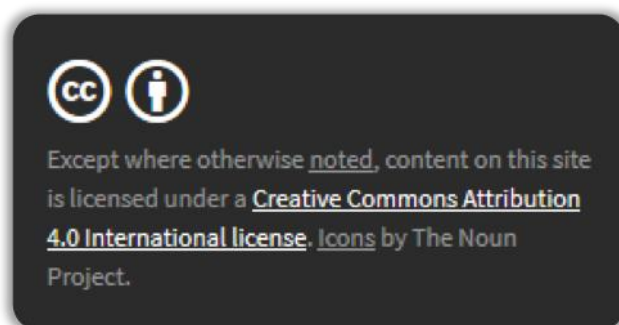 cc
Except where otherwise noted, content on this site
is licensed under a Creative Commons Attribution
4.0 International license. Icons by The Noun
Project.